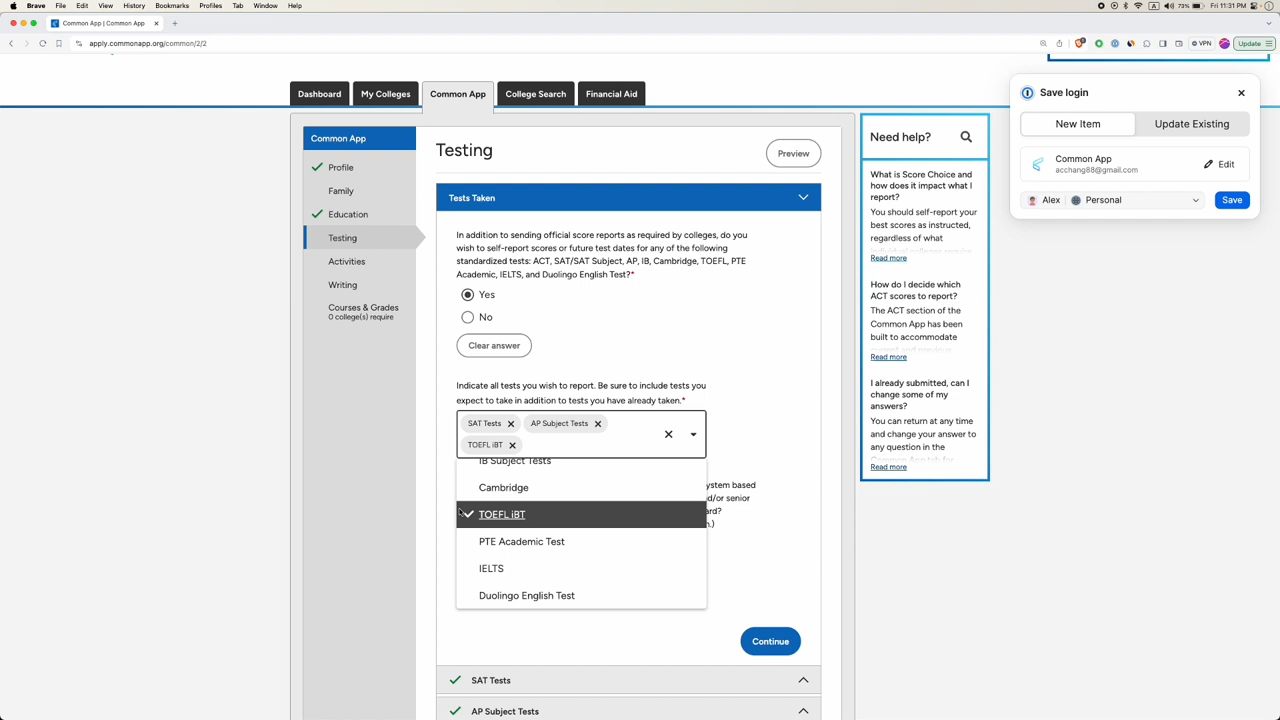 Brave File Edit View History Bookmarks Profiles Tab Window Help
A 73% Fri 11:31 PM
Common App | Common App
apply.commonapp.org/common/2/2
VPN Update
Dashboard My Colleges Common App College Search Financial Aid
Common App
Profile
Family
Education
Testing
Activities
Writing
Courses & Grades
0 college(s) require
Testing
Preview
Tests Taken
In addition to sending official score reports as required by colleges, do you
wish to self-report scores or future test dates for any of the following
standardized tests: ACT, SAT/SAT Subject, AP, IB, Cambridge, TOEFL, PTE
Academic, IELTS, and Duolingo English Test?*
Yes
No
Clear answer
Indicate all tests you wish to report. Be sure to include tests you
expect to take in addition to tests you have already taken.*
SAT Tests AP Subject Tests
TOEFL iBT
IB Subject Tests
Cambridge
TOEFL iBT
PTE Academic Test
IELTS
Duolingo English Test
ystem based
nd/or senior
ard?
n.)
Continue
SAT Tests
AP Subject Tests
Need help?
What is Score Choice and
how does it impact what I
report?
You should self-report your
best scores as instructed,
regardless of what
Read more
How do I decide which
ACT scores to report?
The ACT section of the
Common App has been
built to accommodate
Read more
I already submitted, can I
change some of my
answers?
You can return at any time
and change your answer to
any question in the
Common App tab for
Read more
Save login
New Item Update Existing
Common App
acchang88@gmail.com
Edit
Alex Personal Save